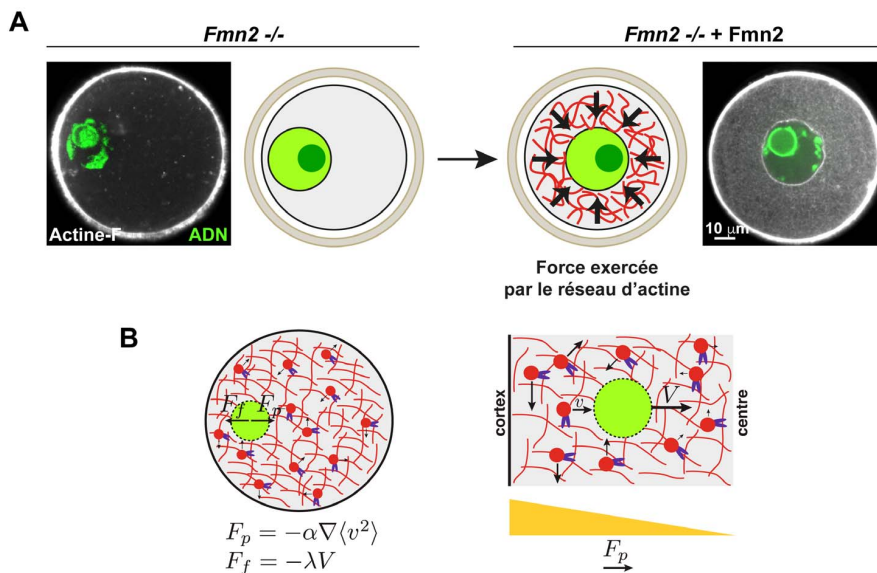 A
Fmn2 -/-
Fmn2 -/- + Fmn2
Actine-F
ADN
10 µm
Force exercée
par le réseau d'actine
B
F_f
F_p
F_p = −α∇⟨v²⟩
F_f = −λV
cortex
v
V
centre
F_p